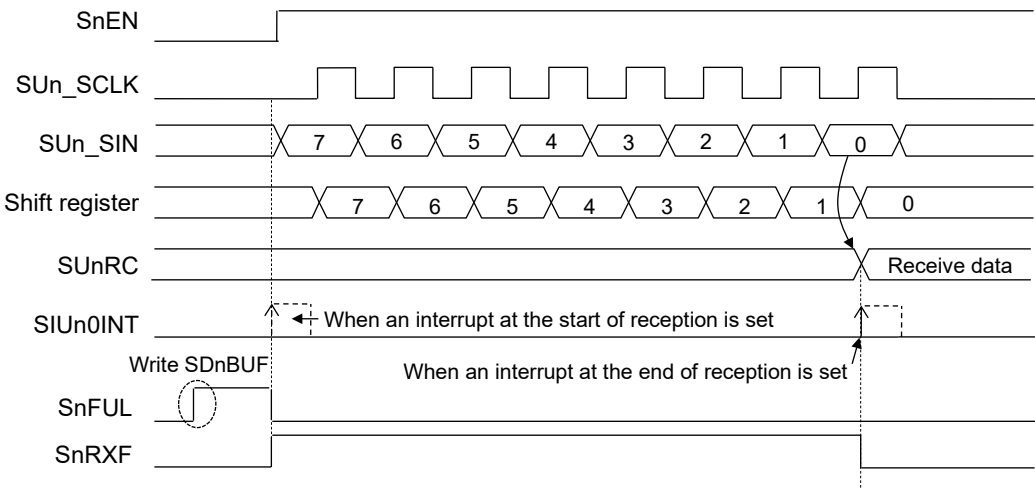 SnEN
SUn_SCLK
SUn_SIN 7 6 5 4 3 2 1 0
Shift register 7 6 5 4 3 2 1 0
SUnRC Receive data
SIUn0INT When an interrupt at the start of reception is set
Write SDnBUF When an interrupt at the end of reception is set
SnFUL
SnRXF